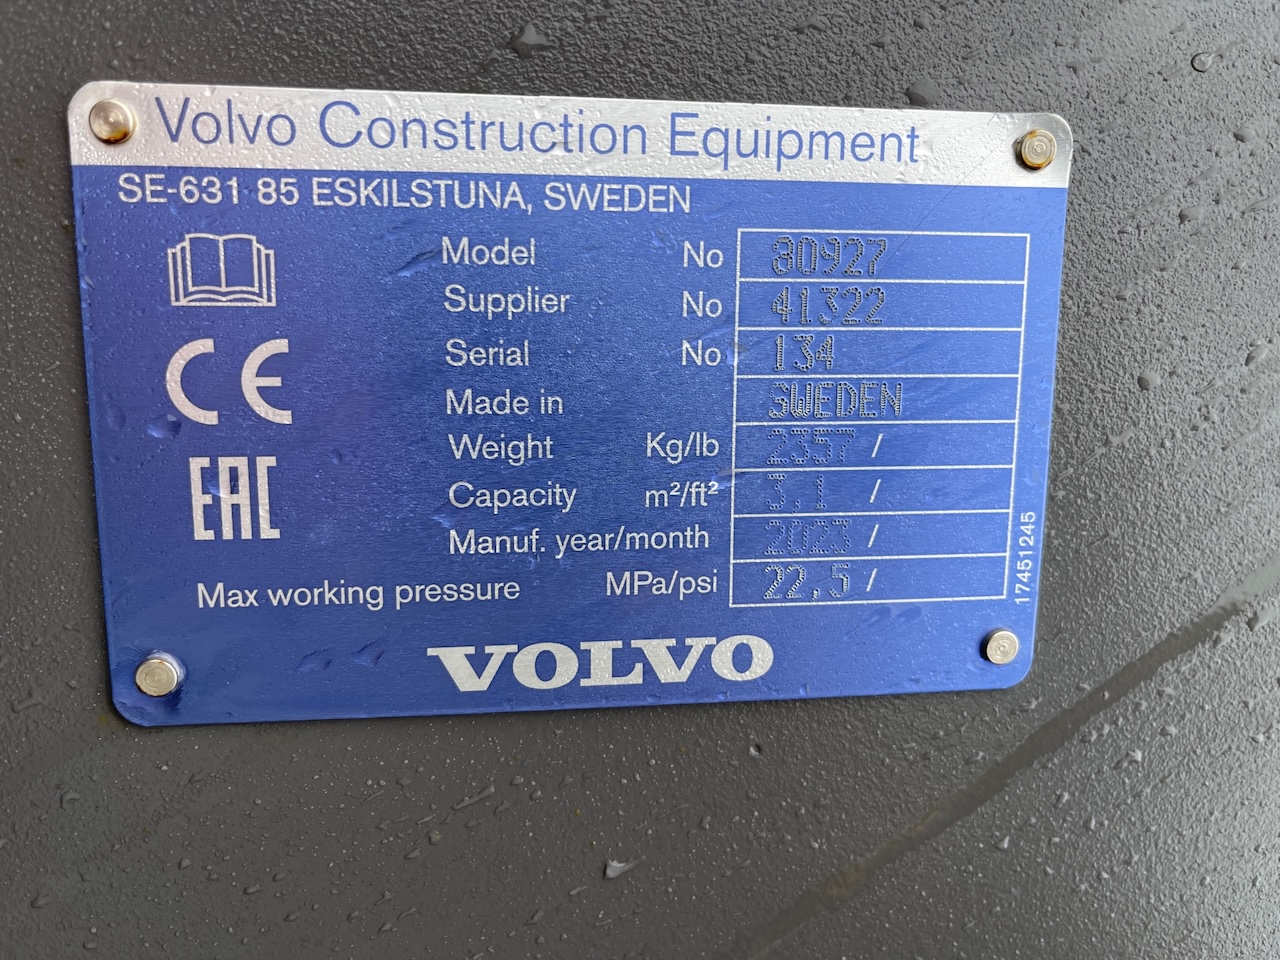 Volvo Construction Equipment
SE-631 85 ESKILSTUNA, SWEDEN
Model No 80927
Supplier No 41322
Serial No 134
Made in SWEDEN
Weight Kg/lb 2357 /
Capacity m²/ft² 3,1 /
Manuf. year/month 2023 /
Max working pressure MPa/psi 22,5 /
CE
EAC
17451245
VOLVO